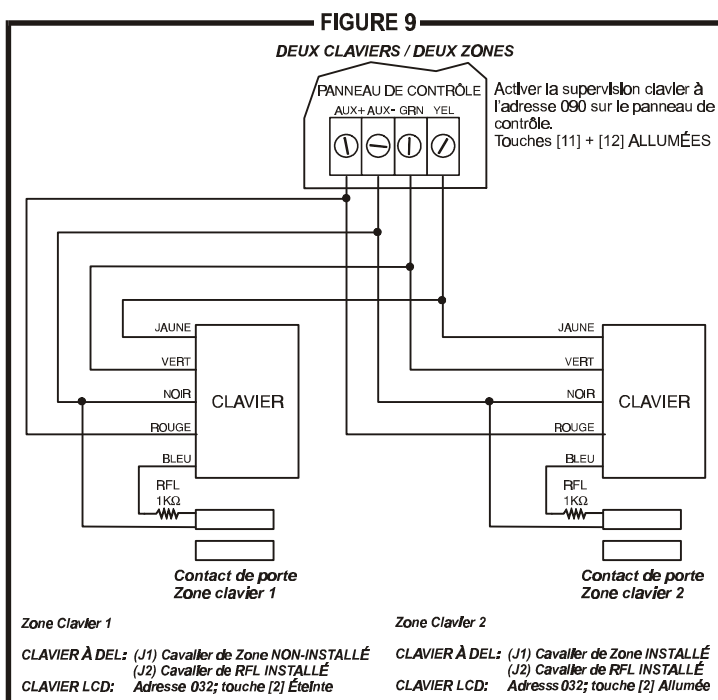 FIGURE 9
DEUX CLAVIERS / DEUX ZONES
PANNEAU DE CONTRÔLE
AUX+ AUX- GRN YEL
Activer la supervision clavier à
l'adresse 090 sur le panneau de
contrôle.
Touches [11] + [12] ALLUMÉES
JAUNE
VERT
NOIR
ROUGE
BLEU
CLAVIER
RFL
1KΩ
Contact de porte
Zone clavier 1
JAUNE
VERT
NOIR
ROUGE
BLEU
CLAVIER
RFL
1KΩ
Contact de porte
Zone clavier 2
Zone Clavier 1
CLAVIER À DEL: (J1) Cavalier de Zone NON-INSTALLÉ
(J2) Cavalier de RFL INSTALLÉ
CLAVIER LCD: Adresse 032; touche [2] Éteinte
Zone Clavier 2
CLAVIER À DEL: (J1) Cavalier de Zone INSTALLÉ
(J2) Cavalier de RFL INSTALLÉ
CLAVIER LCD: Adress032; touche [2] Allumée